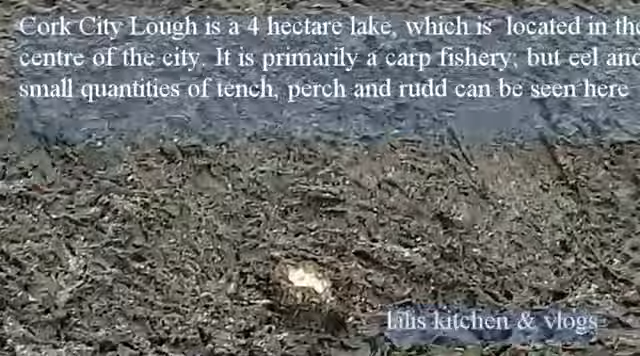 Cork City Lough is a 4 hectare lake, which is located in the
centre of the city. It is primarily a carp fishery; but eel and
small quantities of tench, perch and rudd can be seen here
Lilis kitchen & vlogs